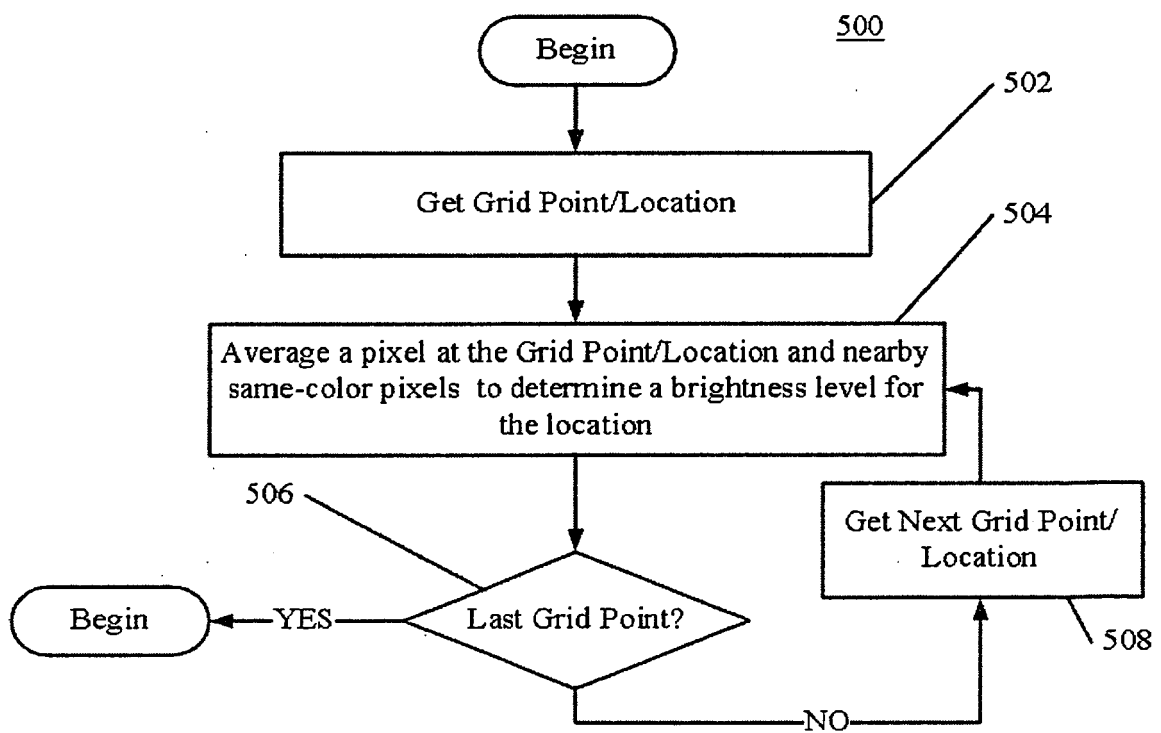 500
Begin
502
Get Grid Point/Location
504
Average a pixel at the Grid Point/Location and nearby
same-color pixels to determine a brightness level for
the location
506
Get Next Grid Point/
Location
Begin
YES
Last Grid Point?
508
NO